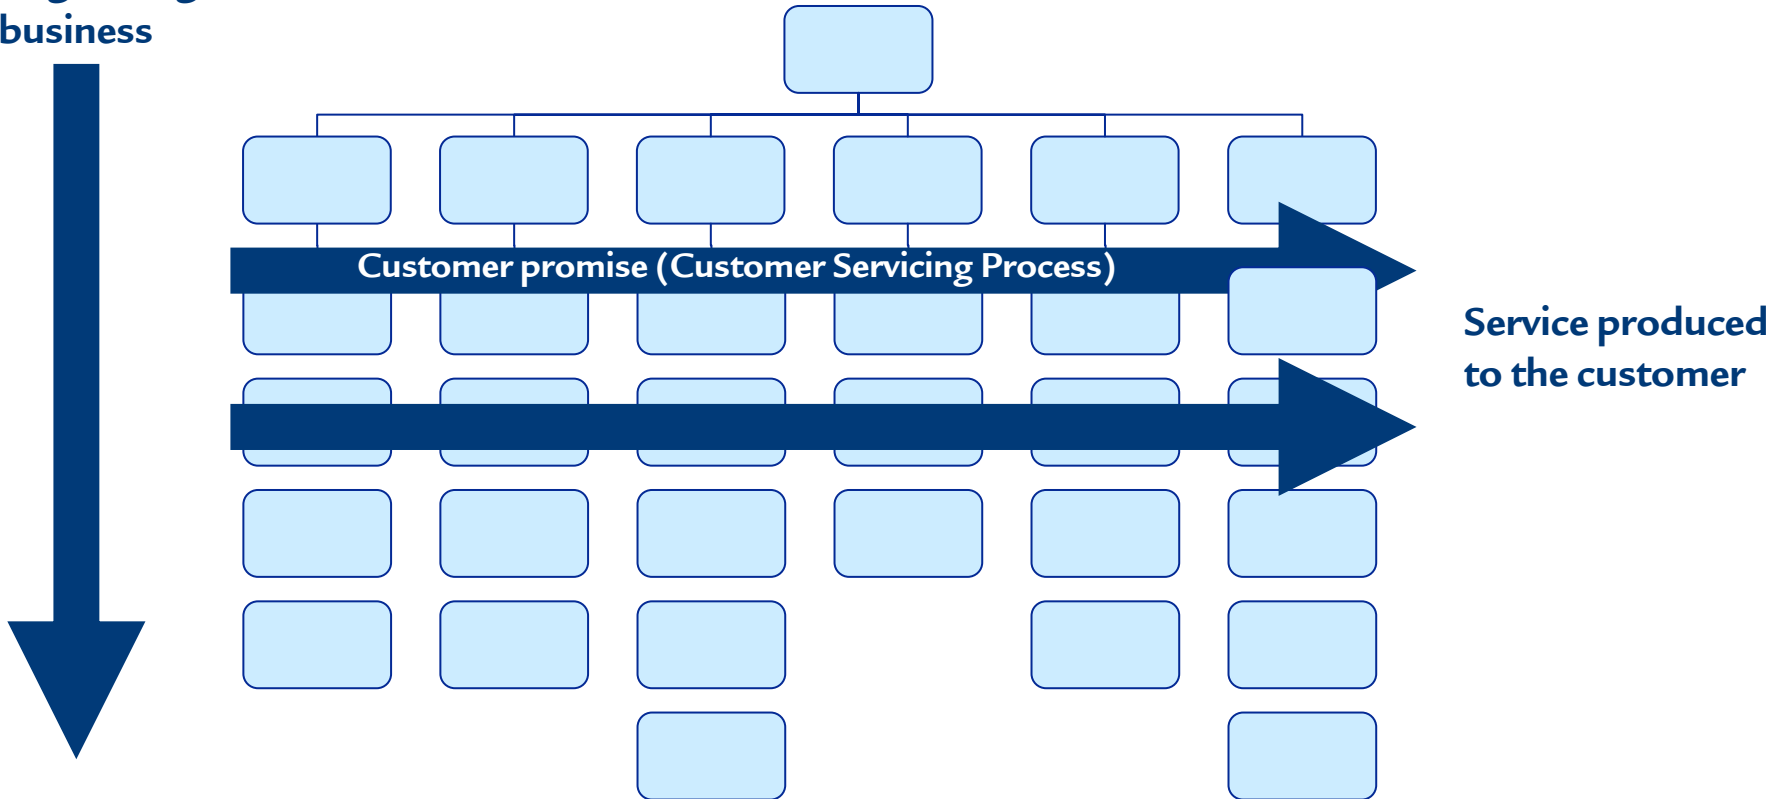 business
Customer promise (Customer Servicing Process)
Service produced
to the customer